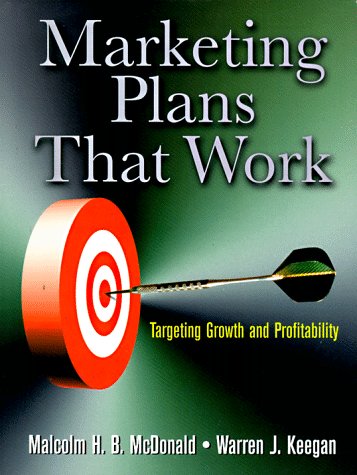 Marketing
Plans
That Work
Targeting Growth and Profitability
Malcolm H. B. McDonald • Warren J. Keegan